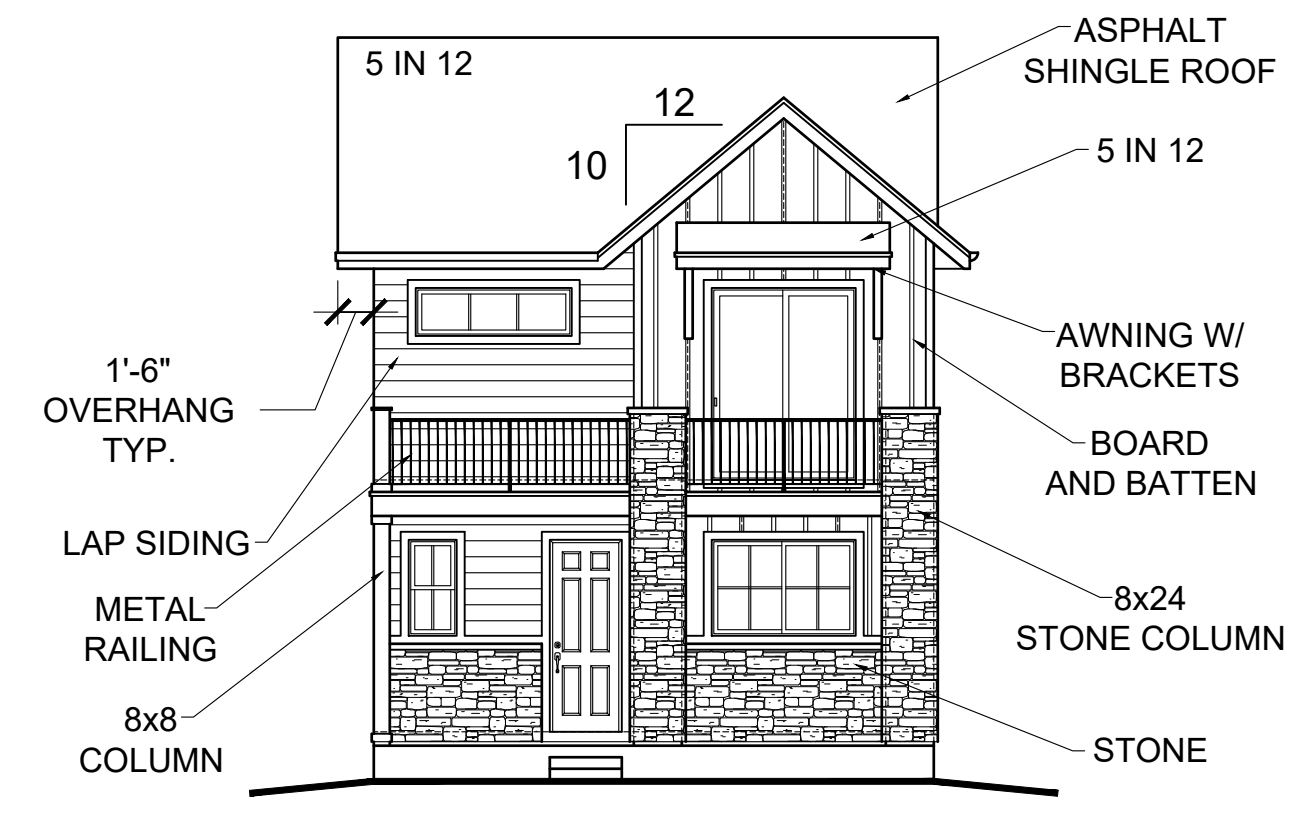 5 IN 12
12
10
ASPHALT
SHINGLE ROOF
5 IN 12
AWNING W/
BRACKETS
BOARD
AND BATTEN
8x24
STONE COLUMN
STONE
1'-6"
OVERHANG
TYP.
LAP SIDING
METAL
RAILING
8x8
COLUMN